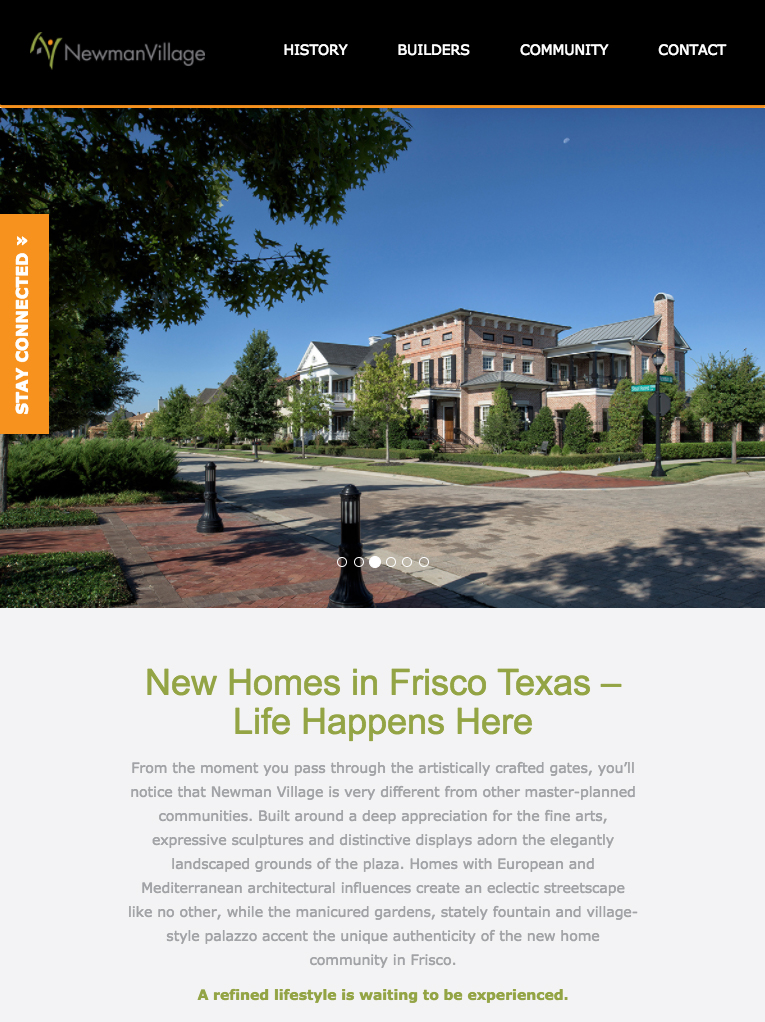 NewmanVillage
HISTORY
BUILDERS
COMMUNITY
CONTACT
STAY CONNECTED
New Homes in Frisco Texas –
Life Happens Here
From the moment you pass through the artistically crafted gates, you’ll
notice that Newman Village is very different from other master-planned
communities. Built around a deep appreciation for the fine arts,
expressive sculptures and distinctive displays adorn the elegantly
landscaped grounds of the plaza. Homes with European and
Mediterranean architectural influences create an eclectic streetscape
like no other, while the manicured gardens, stately fountain and village-
style palazzo accent the unique authenticity of the new home
community in Frisco.
A refined lifestyle is waiting to be experienced.